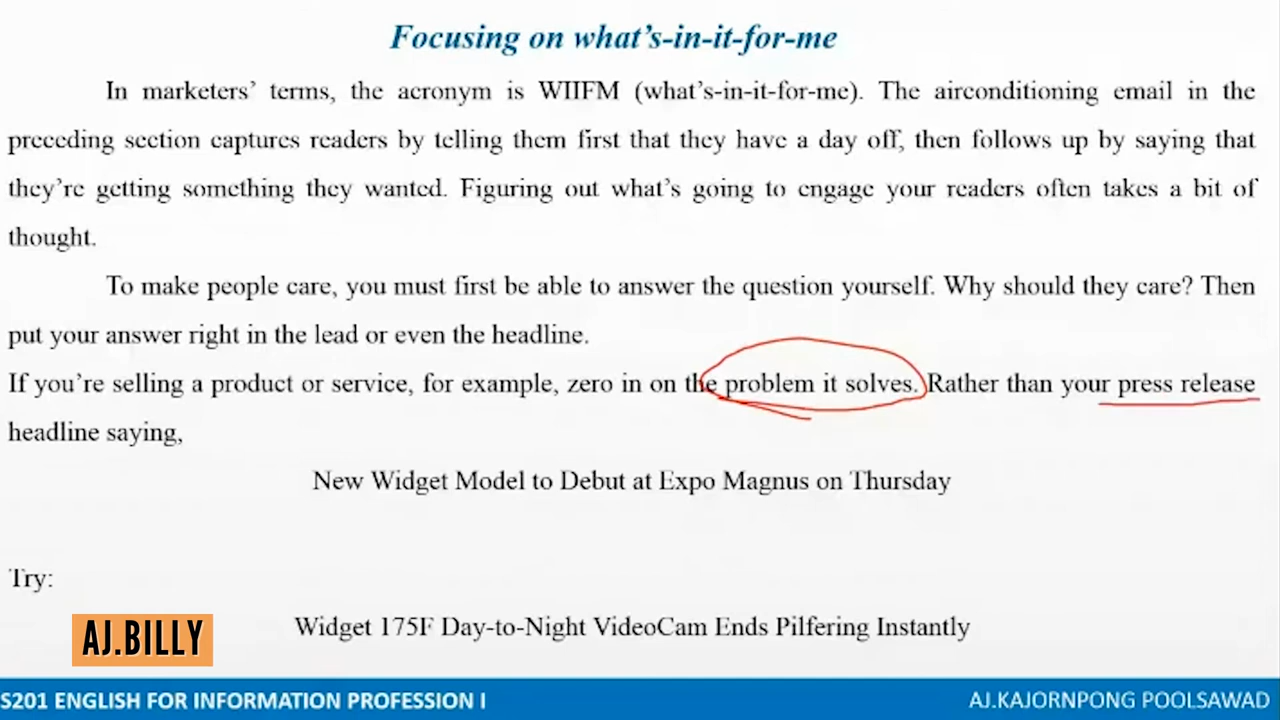 Focusing on what's-in-it-for-me
In marketers' terms, the acronym is WIIFM (what's-in-it-for-me). The airconditioning email in the
preceding section captures readers by telling them first that they have a day off, then follows up by saying that
they're getting something they wanted. Figuring out what's going to engage your readers often takes a bit of
thought.
To make people care, you must first be able to answer the question yourself. Why should they care? Then
put your answer right in the lead or even the headline.
If you're selling a product or service, for example, zero in on the problem it solves. Rather than your press release
headline saying,
New Widget Model to Debut at Expo Magnus on Thursday
Try:
Widget 175F Day-to-Night VideoCam Ends Pilfering Instantly
AJ.BILLY
S201 ENGLISH FOR INFORMATION PROFESSION I
AJ.KAJORNPONG POOLSAWAD